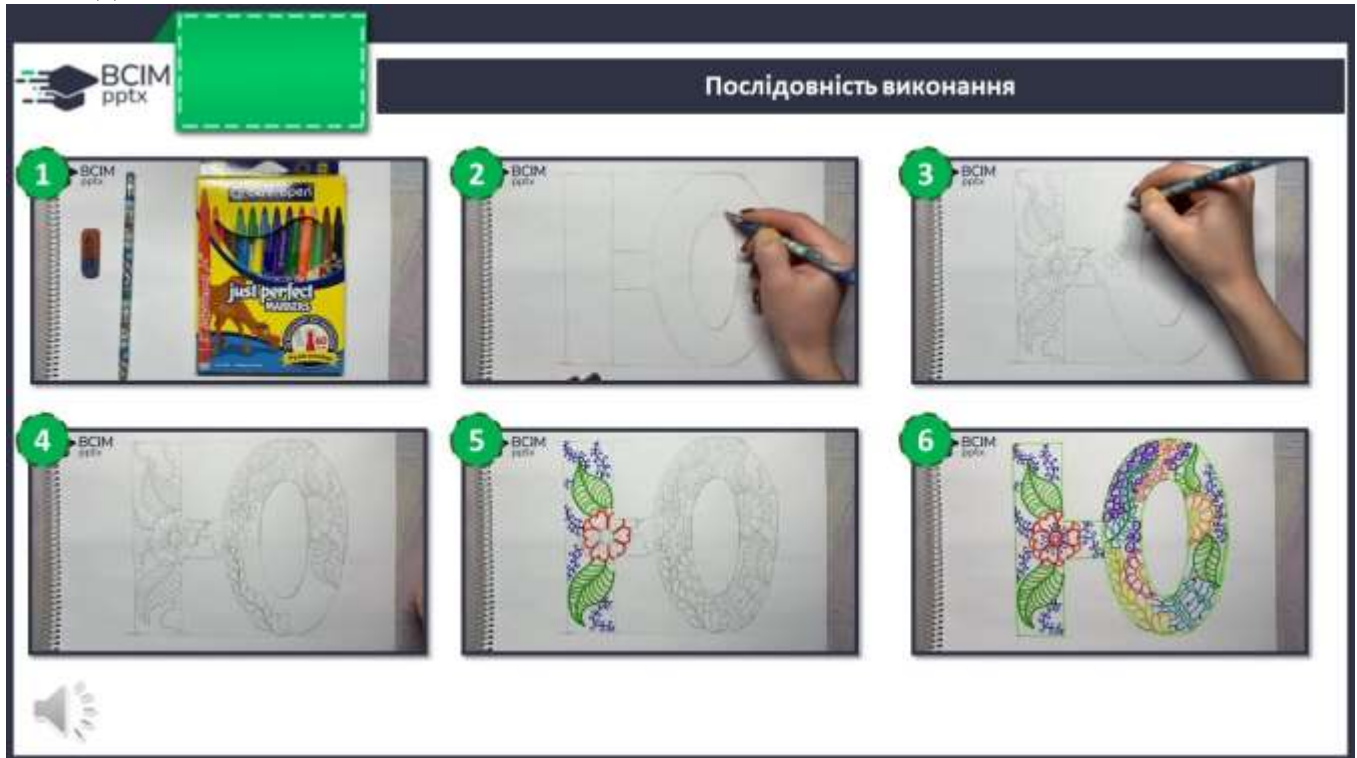 ВСІМ
pptx
Послідовність виконання
1
ВСІМ
pptx
just perfect
MARKERS
60
2
ВСІМ
pptx
3
ВСІМ
pptx
4
ВСІМ
pptx
5
ВСІМ
pptx
6
ВСІМ
pptx
Ю